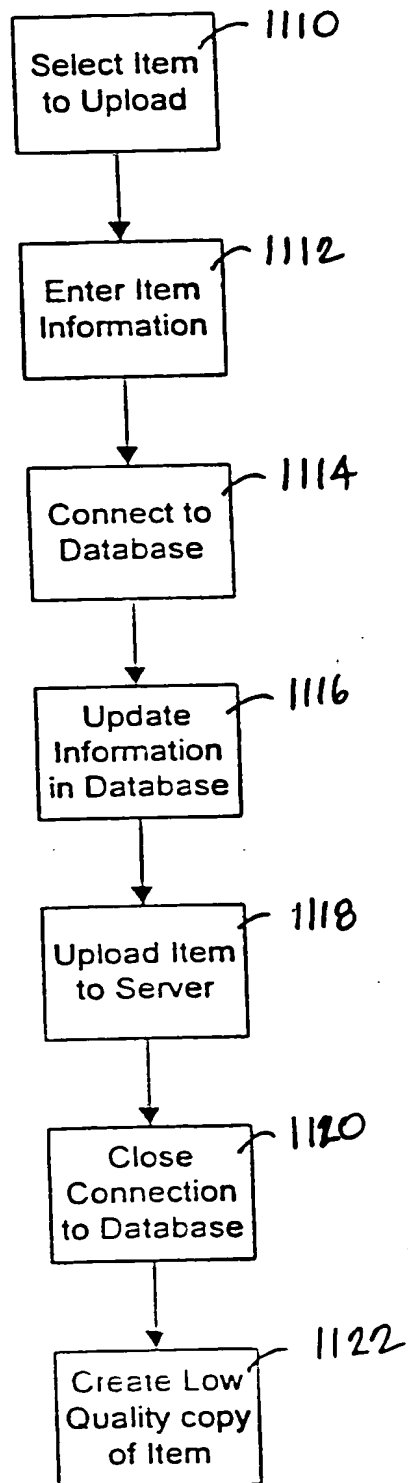 1110
Select Item
to Upload
1112
Enter Item
Information
1114
Connect to
Database
1116
Update
Information
in Database
1118
Upload Item
to Server
1120
Close
Connection
to Database
1122
Create Low
Quality copy
of Item